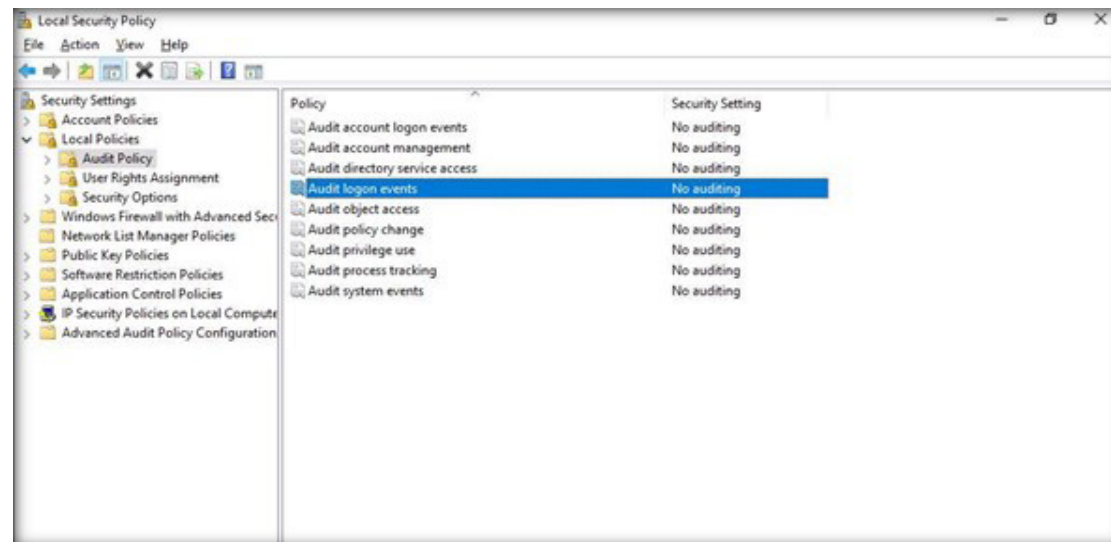 Local Security Policy
File Action View Help
Security Settings
Account Policies
Local Policies
Audit Policy
User Rights Assignment
Security Options
Windows Firewall with Advanced Secu
Network List Manager Policies
Public Key Policies
Software Restriction Policies
Application Control Policies
IP Security Policies on Local Compute
Advanced Audit Policy Configuration
Policy Security Setting
Audit account logon events No auditing
Audit account management No auditing
Audit directory service access No auditing
Audit logon events No auditing
Audit object access No auditing
Audit policy change No auditing
Audit privilege use No auditing
Audit process tracking No auditing
Audit system events No auditing